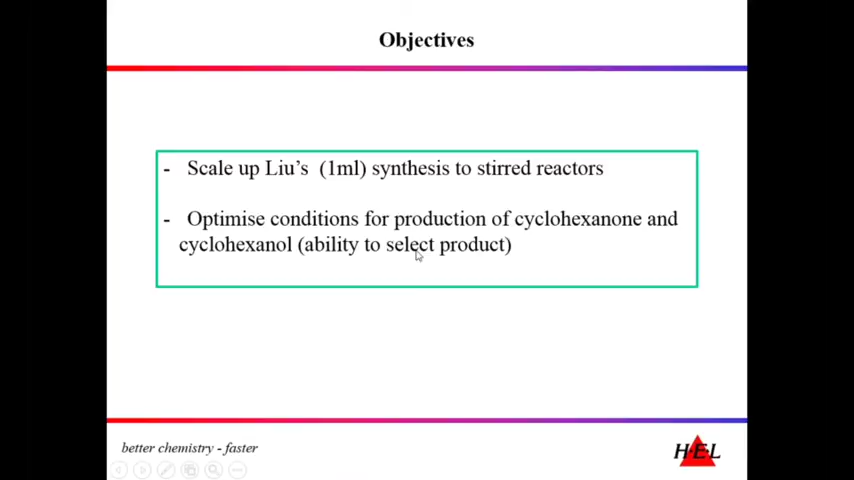 Objectives
- Scale up Liu's (1ml) synthesis to stirred reactors
- Optimise conditions for production of cyclohexanone and
cyclohexanol (ability to select product)
better chemistry - faster
HEL